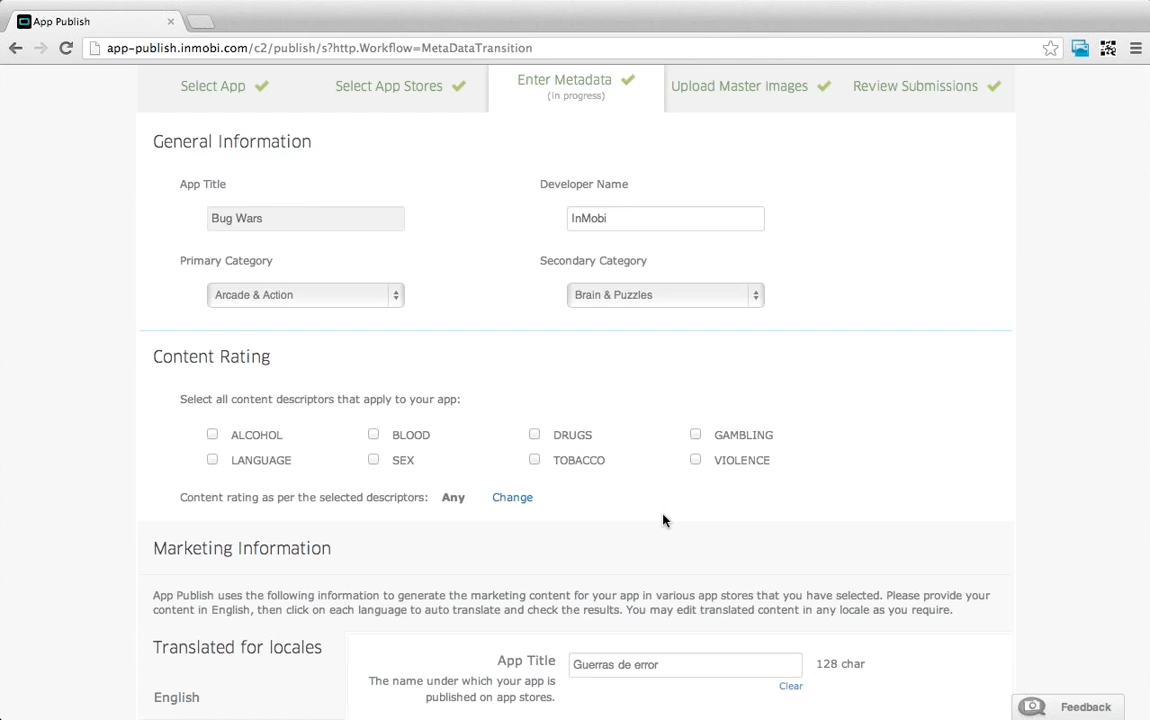 App Publish
app-publish.inmobi.com/c2/publish/s?http.Workflow=MetaDataTransition
Select App
Select App Stores
Enter Metadata
(in progress)
Upload Master Images
Review Submissions
General Information
App Title
Developer Name
Bug Wars
InMobi
Primary Category
Secondary Category
Arcade & Action
Brain & Puzzles
Content Rating
Select all content descriptors that apply to your app:
ALCOHOL BLOOD DRUGS GAMBLING
LANGUAGE SEX TOBACCO VIOLENCE
Content rating as per the selected descriptors: Any Change
Marketing Information
App Publish uses the following information to generate the marketing content for your app in various app stores that you have selected. Please provide your
content in English, then click on each language to auto translate and check the results. You may edit translated content in any locale as you require.
Translated for locales
English
App Title
Guerras de error
128 char
The name under which your app is
published on app stores.
Clear
Feedback